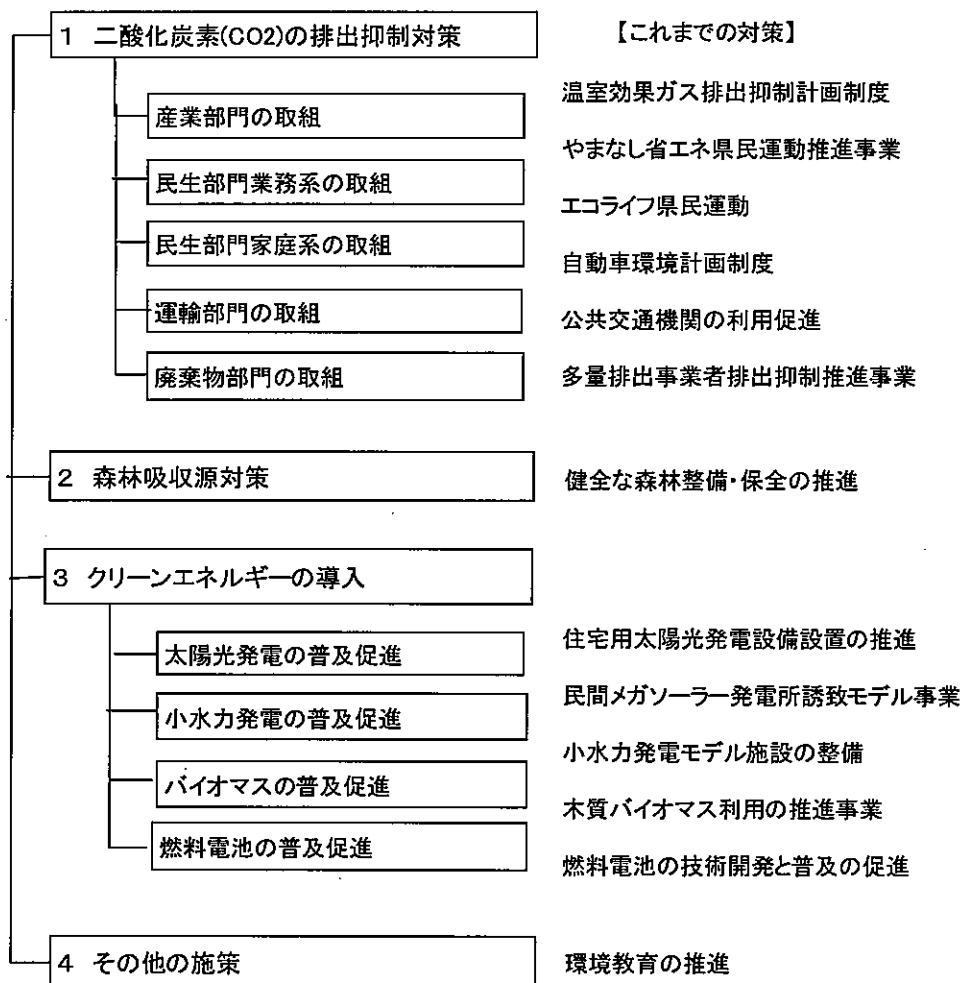 1 二酸化炭素(CO2)の排出抑制対策
【これまでの対策】
産業部門の取組
民生部門業務系の取組
民生部門家庭系の取組
運輸部門の取組
廃棄物部門の取組
温室効果ガス排出抑制計画制度
やまなし省エネ県民運動推進事業
エコライフ県民運動
自動車環境計画制度
公共交通機関の利用促進
多量排出事業者排出抑制推進事業
2 森林吸収源対策
健全な森林整備・保全の推進
3 クリーンエネルギーの導入
太陽光発電の普及促進
小水力発電の普及促進
バイオマスの普及促進
燃料電池の普及促進
住宅用太陽光発電設備設置の推進
民間メガソーラー発電所誘致モデル事業
小水力発電モデル施設の整備
木質バイオマス利用の推進事業
燃料電池の技術開発と普及の促進
4 その他の施策
環境教育の推進